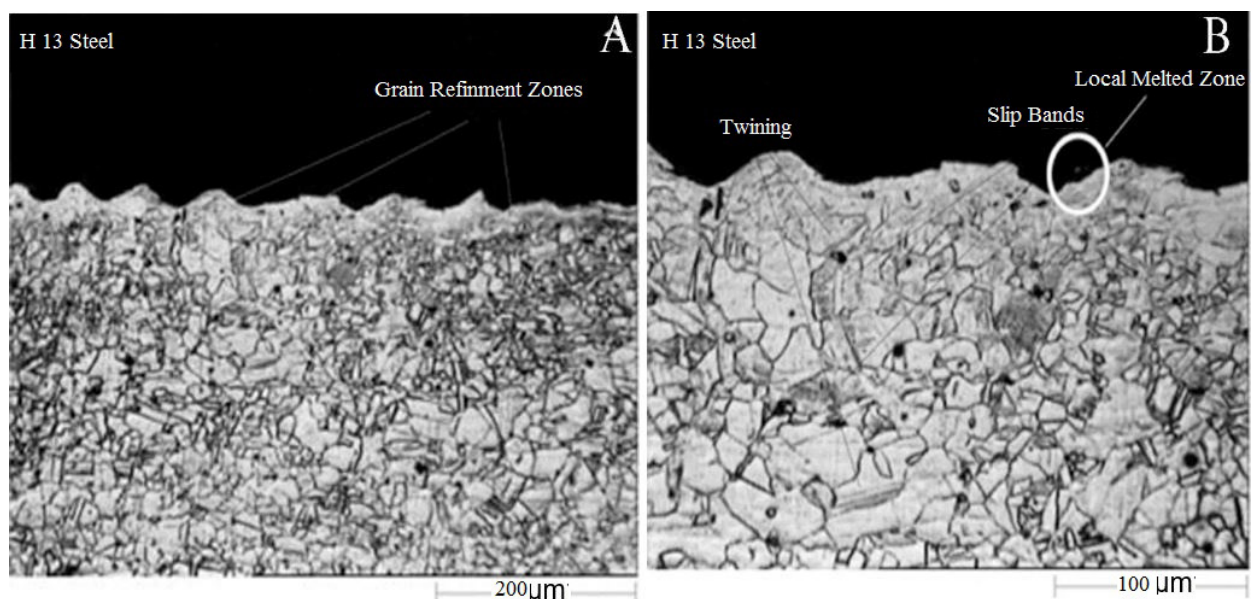 H 13 Steel
A
Grain Refinment Zones
200μm
H 13 Steel
B
Local Melted Zone
Slip Bands
Twining
100 μm